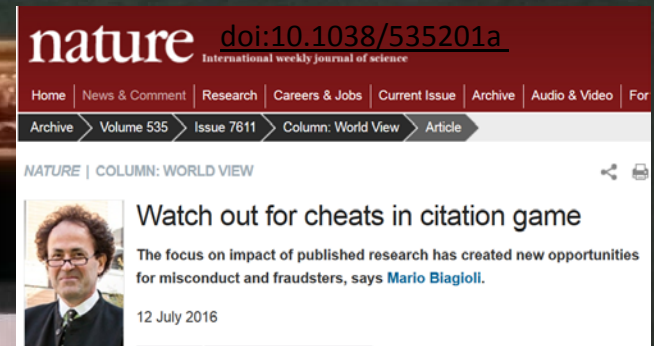 nature doi:10.1038/535201a
International weekly journal of science
Home News & Comment Research Careers & Jobs Current Issue Archive Audio & Video For
Archive Volume 535 Issue 7611 Column: World View Article
NATURE | COLUMN: WORLD VIEW
Watch out for cheats in citation game
The focus on impact of published research has created new opportunities
for misconduct and fraudsters, says Mario Biagioli.
12 July 2016